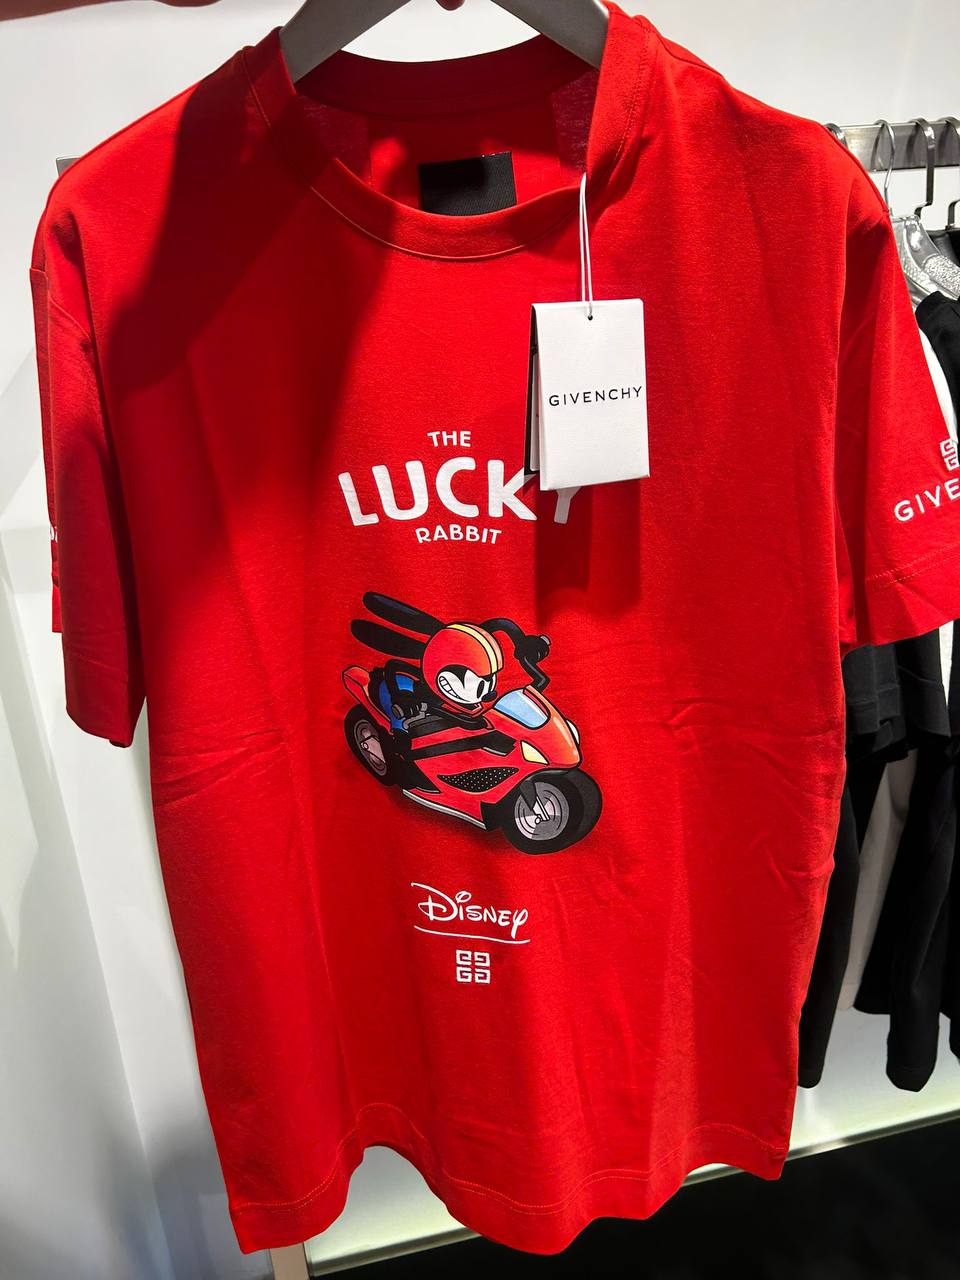 GIVENCHY
THE
LUCKY
RABBIT
GIVE
DISNEY